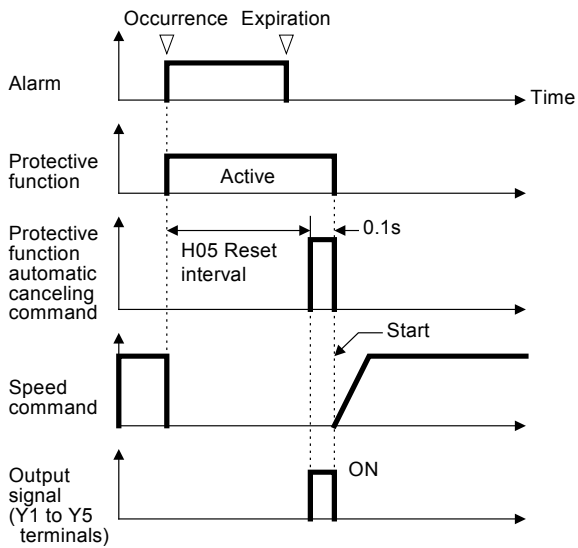 Occurrence Expiration
Alarm
Time
Protective
function
Active
Protective
function
automatic
canceling
command
H05 Reset
interval
0.1s
Start
Speed
command
Output
signal
(Y1 to Y5
terminals)
ON